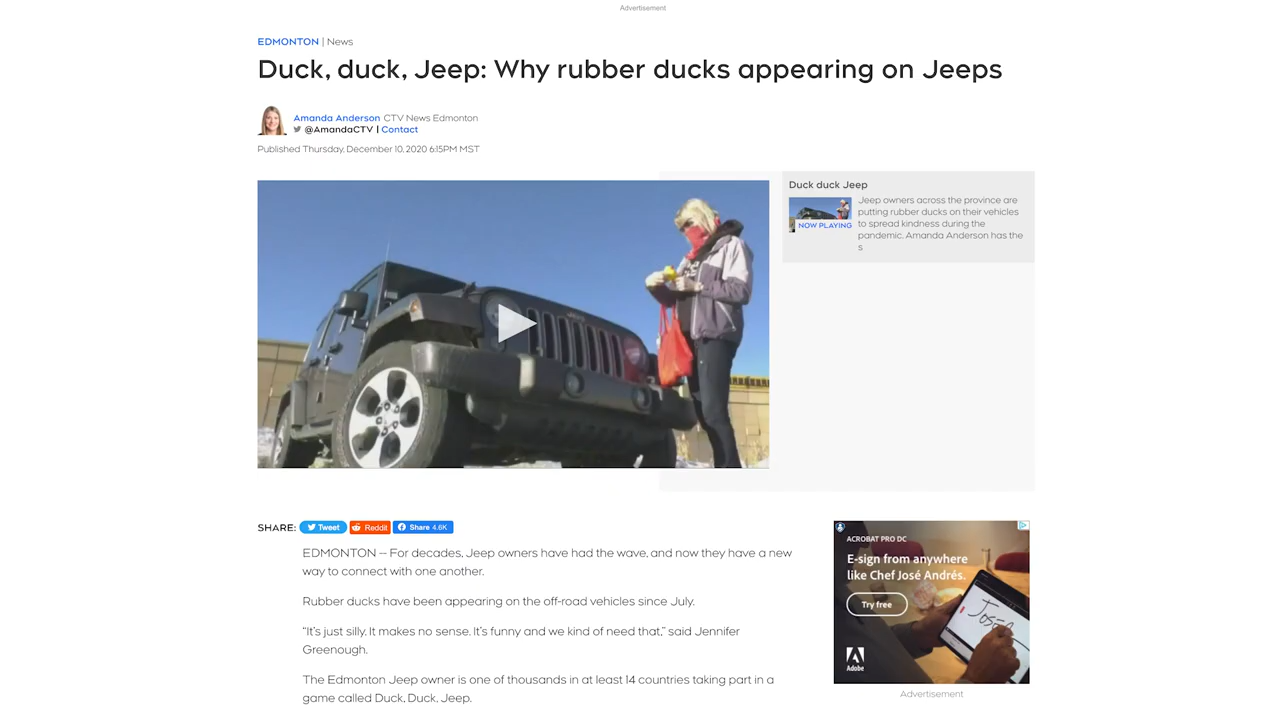 Advertisement
EDMONTON | News
Duck, duck, Jeep: Why rubber ducks appearing on Jeeps
Amanda Anderson CTV News Edmonton
@AmandaCTV | Contact
Published Thursday, December 10, 2020 6:15PM MST
Duck duck Jeep
NOW PLAYING
Jeep owners across the province are
putting rubber ducks on their vehicles
to spread kindness during the
pandemic. Amanda Anderson has the
s
SHARE: Tweet Reddit Share 4.6K
EDMONTON -- For decades, Jeep owners have had the wave, and now they have a new
way to connect with one another.
Rubber ducks have been appearing on the off-road vehicles since July.
“It’s just silly. It makes no sense. It’s funny and we kind of need that,” said Jennifer
Greenough.
The Edmonton Jeep owner is one of thousands in at least 14 countries taking part in a
game called Duck, Duck, Jeep.
ACROBAT PRO DC
E-sign from anywhere
like Chef José Andrés.
Try free
José
Adobe
Advertisement